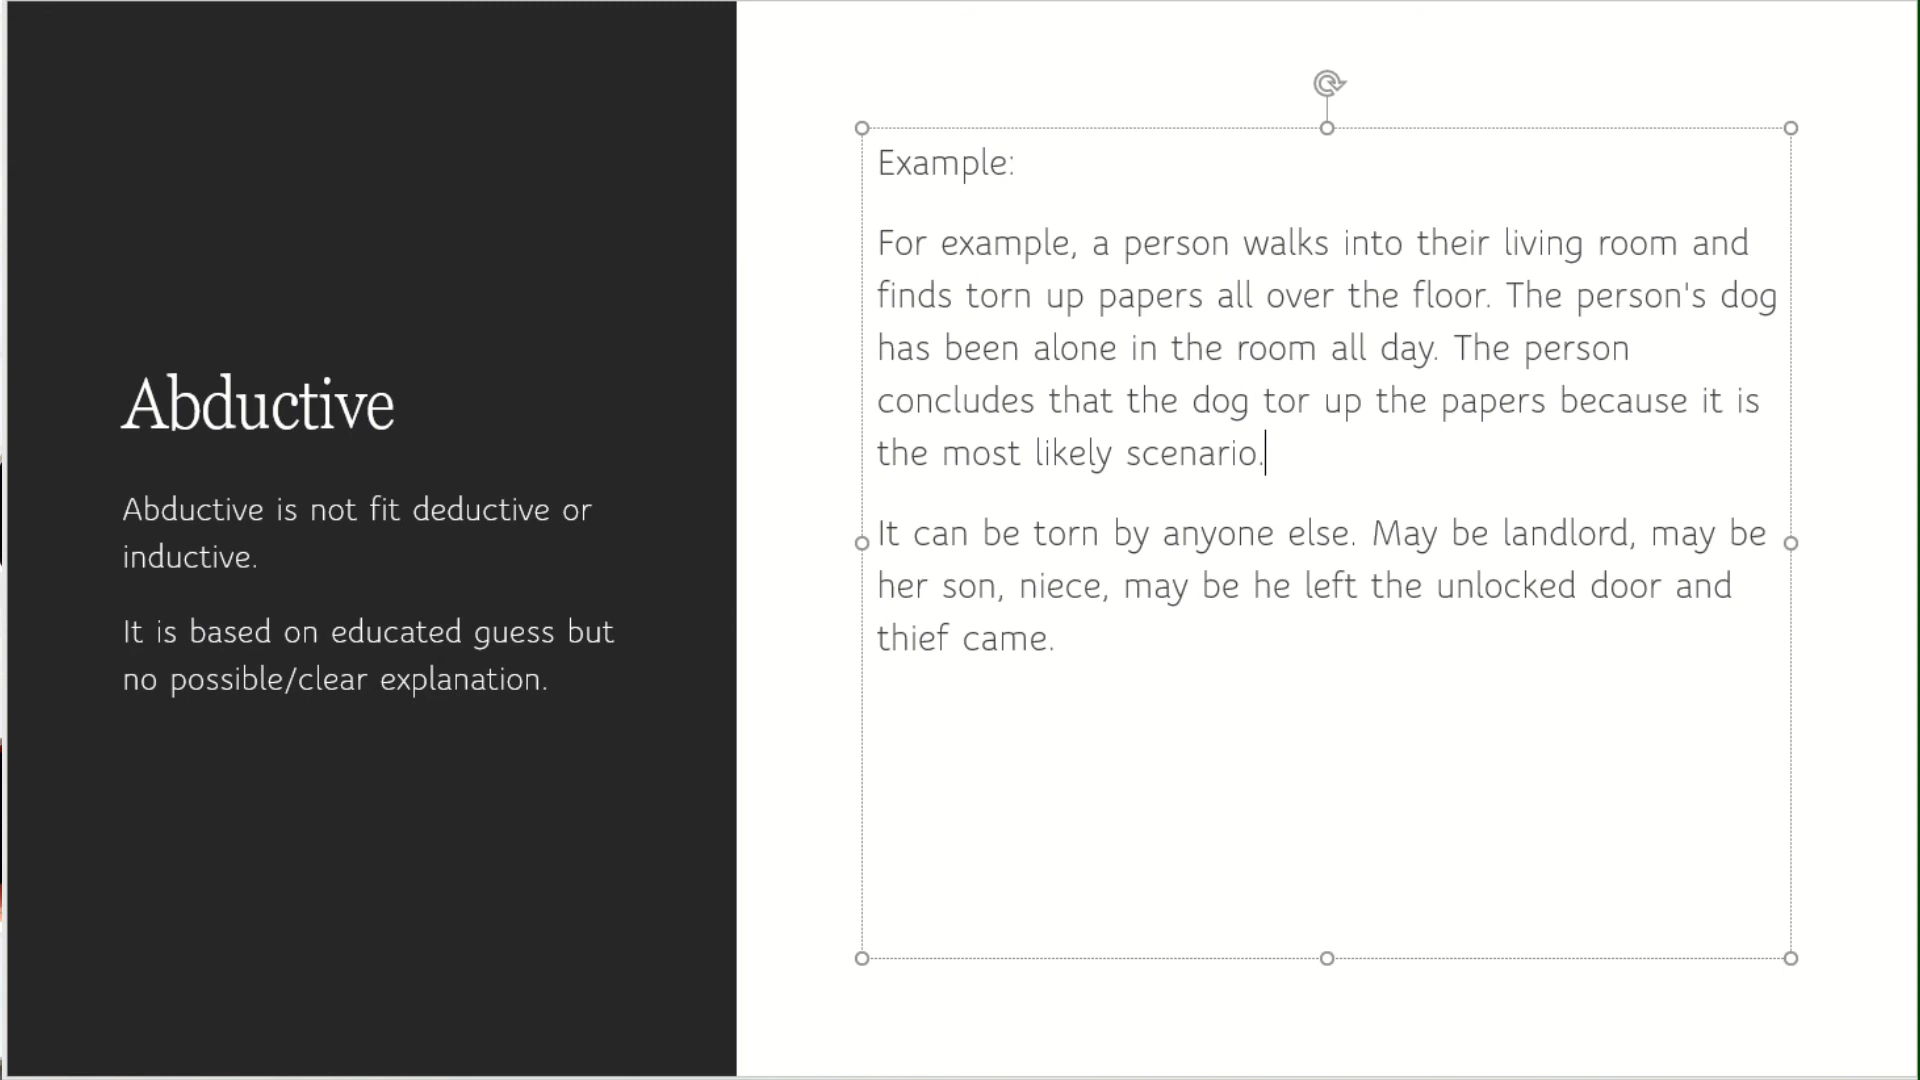 Abductive
Abductive is not fit deductive or
inductive.
It is based on educated guess but
no possible/clear explanation.
Example:
For example, a person walks into their living room and
finds torn up papers all over the floor. The person's dog
has been alone in the room all day. The person
concludes that the dog tor up the papers because it is
the most likely scenario.
It can be torn by anyone else. May be landlord, may be
her son, niece, may be he left the unlocked door and
thief came.